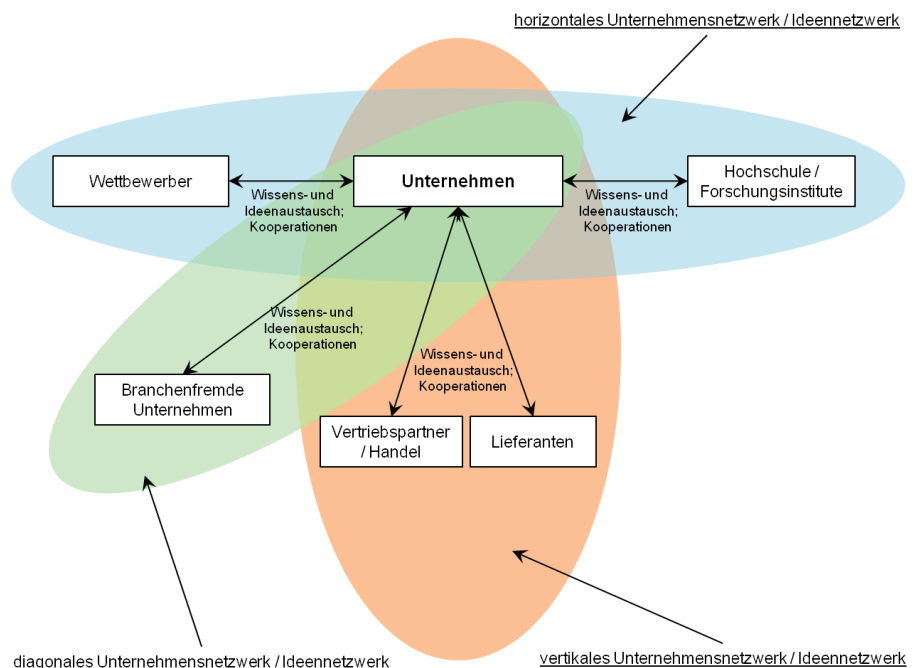 horizontales Unternehmensnetzwerk / Ideennetzwerk
Wettbewerber
Unternehmen
Hochschule /
Forschungsinstitute
Wissens- und
Ideenaustausch;
Kooperationen
Wissens- und
Ideenaustausch;
Kooperationen
Wissens- und
Ideenaustausch;
Kooperationen
Wissens- und
Ideenaustausch;
Kooperationen
Branchenfremde
Unternehmen
Vertriebspartner
/ Handel
Lieferanten
diagonales Unternehmensnetzwerk / Ideennetzwerk
vertikales Unternehmensnetzwerk / Ideennetzwerk